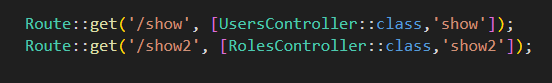 Route::get('/show', [UsersController::class,'show']);
Route::get('/show2', [RolesController::class,'show2']);